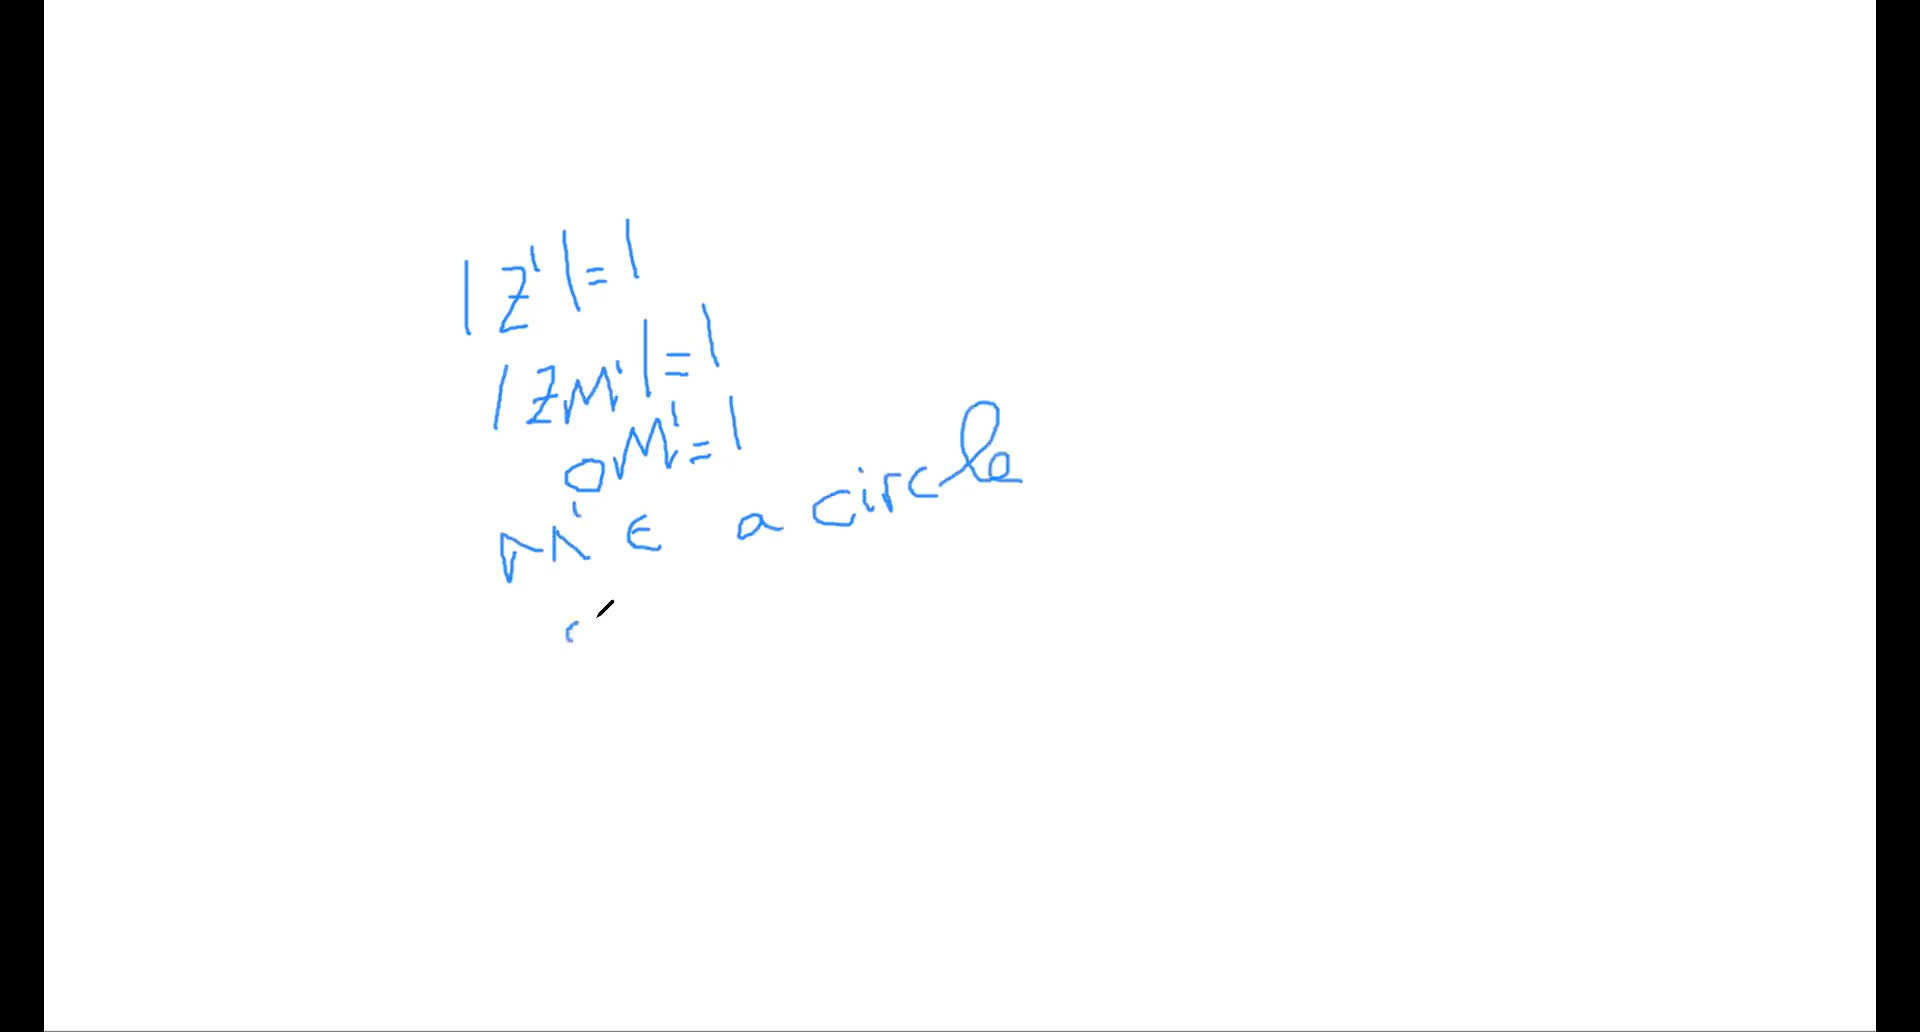 |z'|=1
|zM'|=1
OM'=1
M' ∈ a circle